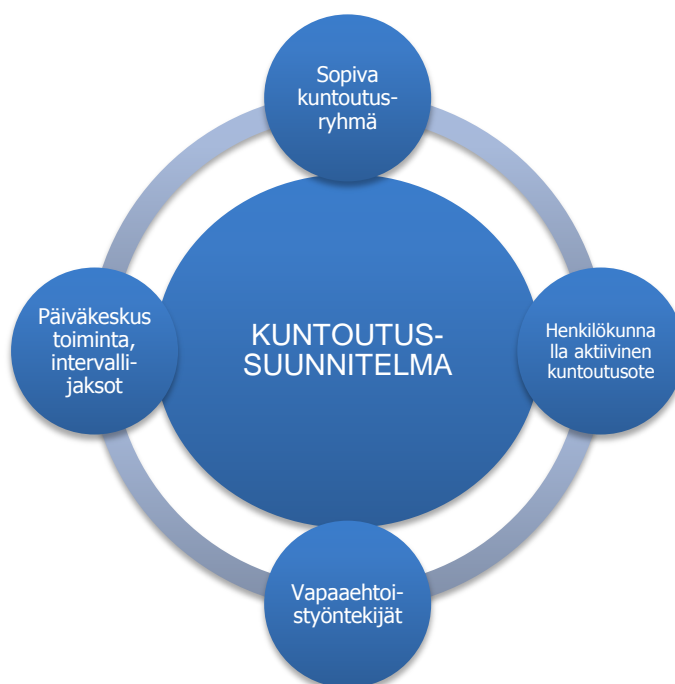 Sopiva
kuntoutus-
ryhmä
Päiväkeskus
toiminta,
intervalli-
jaksot
KUNTOUTUS-
SUUNNITELMA
Henkilökunna
lla aktiivinen
kuntoutusote
Vapaaehtoi-
styöntekijät